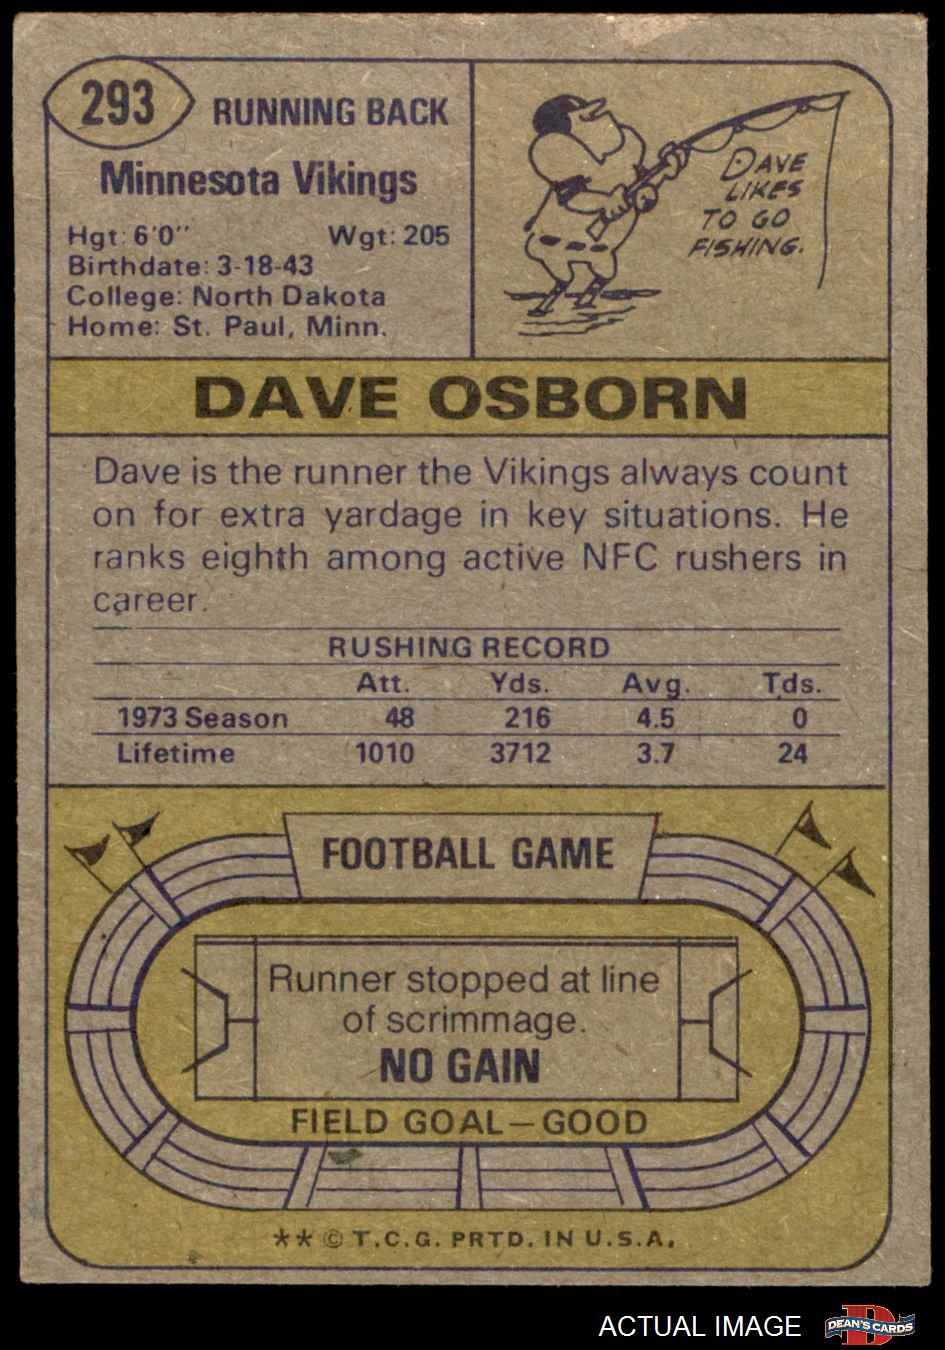 293
RUNNING BACK
Minnesota Vikings
Hgt: 6'0" Wgt: 205
Birthdate: 3-18-43
College: North Dakota
Home: St. Paul, Minn.
DAVE
LIKES
TO GO
FISHING.
DAVE OSBORN
Dave is the runner the Vikings always count
on for extra yardage in key situations. He
ranks eighth among active NFC rushers in
career.
RUSHING RECORD
Att. Yds. Avg. Tds.
1973 Season 48 216 4.5 0
Lifetime 1010 3712 3.7 24
FOOTBALL GAME
Runner stopped at line
of scrimmage.
NO GAIN
FIELD GOAL—GOOD
** © T.C.G. PRTD. IN U.S.A.
ACTUAL IMAGE
D
DEAN'S CARDS